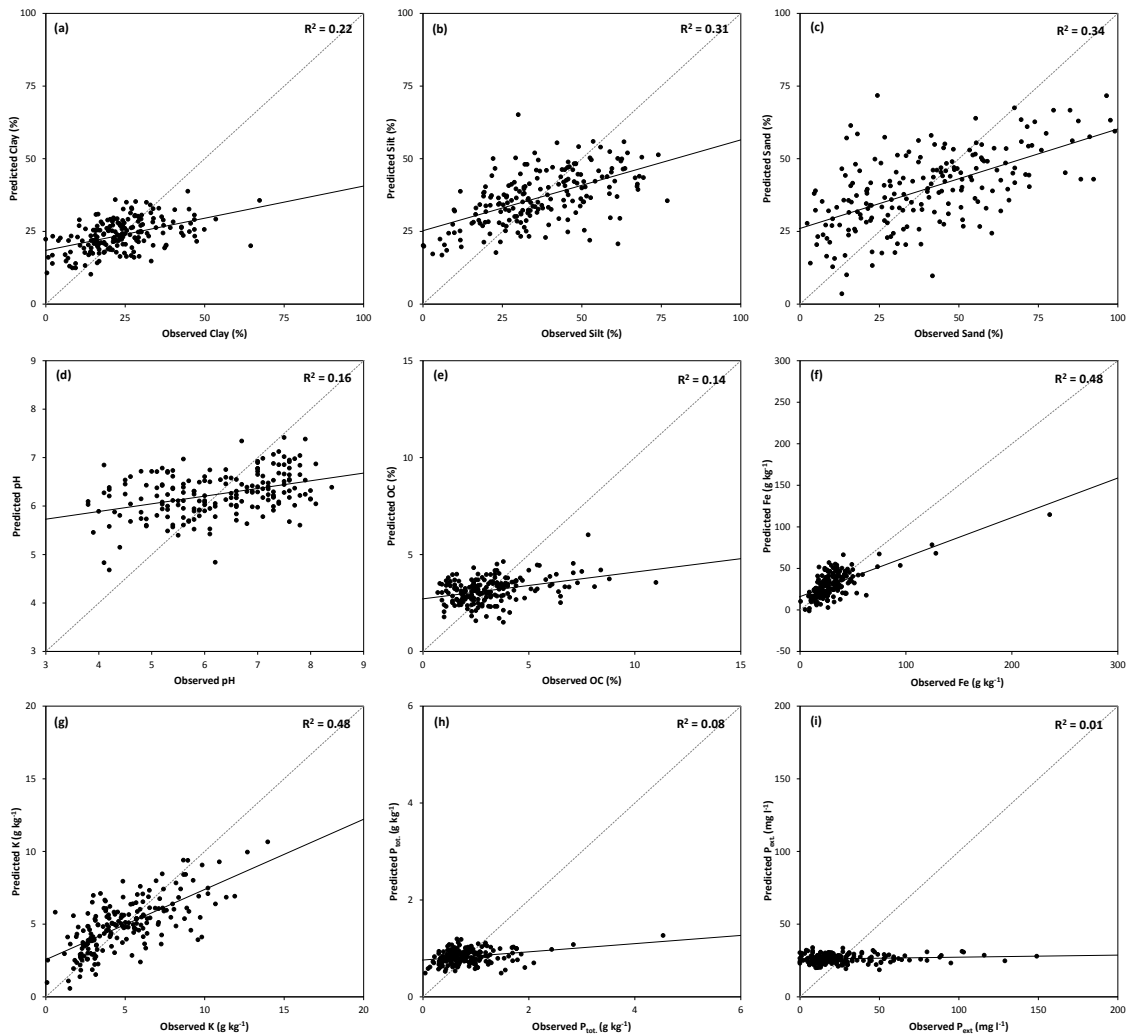 (a)
R² = 0.22
100
75
50
25
0
Predicted Clay (%)
0 25 50 75 100
Observed Clay (%)
(b)
R² = 0.31
100
75
50
25
0
Predicted Silt (%)
0 25 50 75 100
Observed Silt (%)
(c)
R² = 0.34
100
75
50
25
0
Predicted Sand (%)
0 25 50 75 100
Observed Sand (%)
(d)
R² = 0.16
9
8
7
6
5
4
3
Predicted pH
3 4 5 6 7 8 9
Observed pH
(e)
R² = 0.14
15
10
5
0
Predicted OC (%)
0 5 10 15
Observed OC (%)
(f)
R² = 0.48
300
250
200
150
100
50
0
-50
Predicted Fe (g kg⁻¹)
0 100 200 300
Observed Fe (g kg⁻¹)
(g)
R² = 0.48
20
15
10
5
0
Predicted K (g kg⁻¹)
0 5 10 15 20
Observed K (g kg⁻¹)
(h)
R² = 0.08
6
4
2
0
Predicted P tot. (g kg⁻¹)
0 2 4 6
Observed P tot. (g kg⁻¹)
(i)
R² = 0.01
200
150
100
50
0
Predicted P ext. (mg l⁻¹)
0 50 100 150 200
Observed P ext (mg l⁻¹)